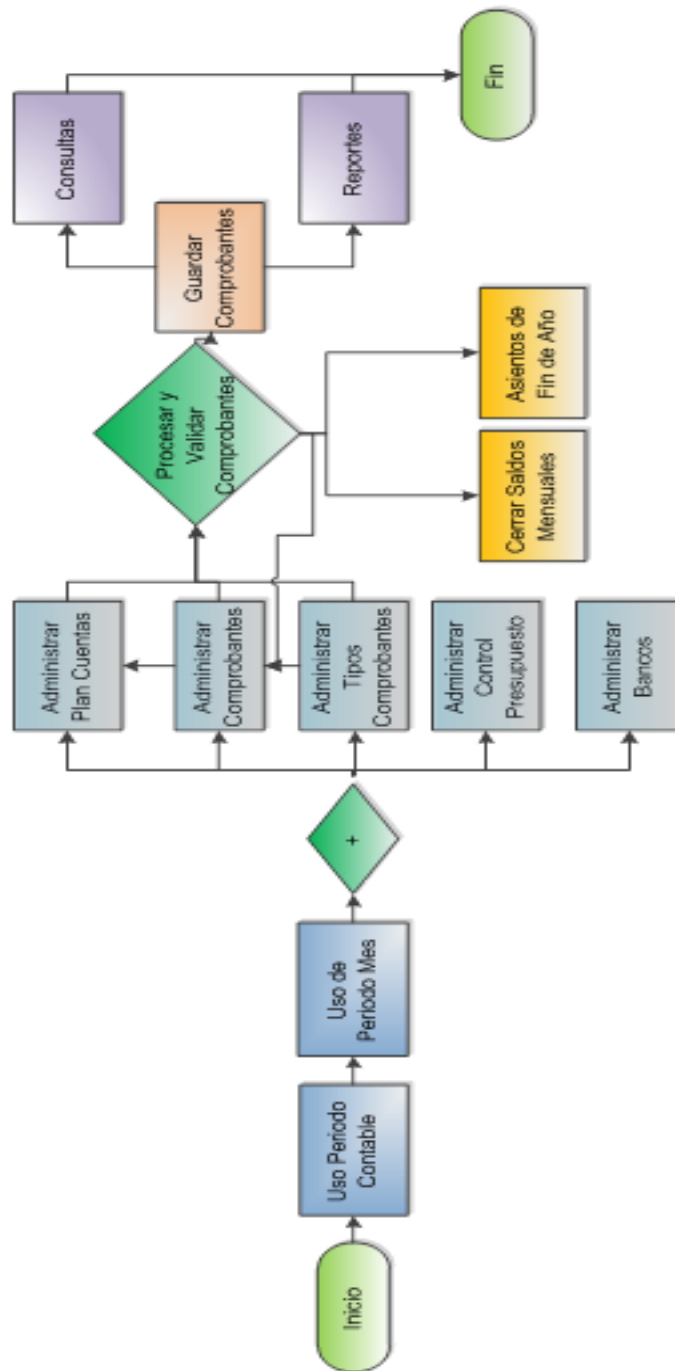 Inicio
Uso Periodo
Contable
Uso de
Periodo Mes
+
Administrar
Plan Cuentas
Administrar
Comprobantes
Administrar
Tipos
Comprobantes
Administrar
Control
Presupuesto
Administrar
Bancos
Procesar y
Validar
Comprobantes
Cerrar Saldos
Mensuales
Asientos de
Fin de Año
Guardar
Comprobantes
Consultas
Reportes
Fin